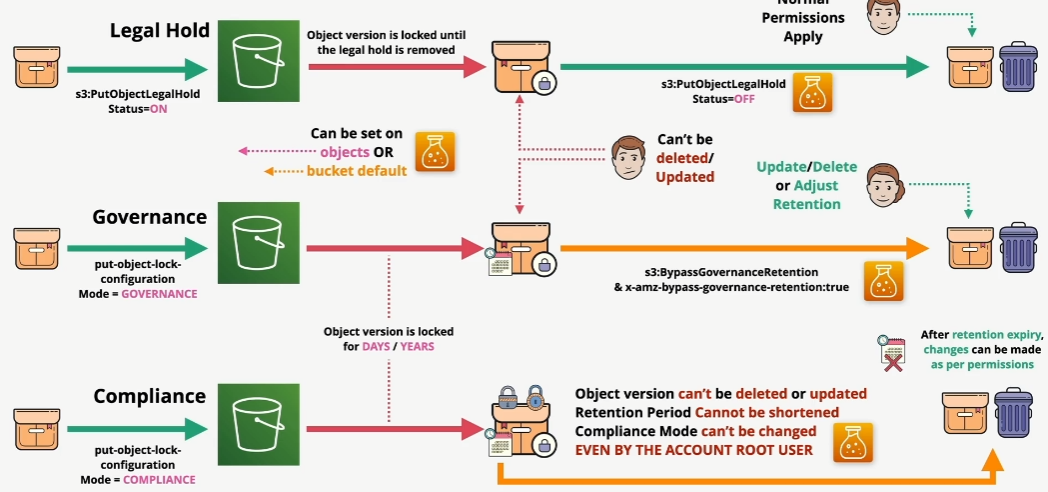 Legal Hold
s3:PutObjectLegalHold
Status=ON
Object version is locked until
the legal hold is removed
s3:PutObjectLegalHold
Status=OFF
Normal
Permissions
Apply
Can be set on
objects OR
bucket default
Can't be
deleted/
Updated
Update/Delete
or Adjust
Retention
Governance
put-object-lock-
configuration
Mode = GOVERNANCE
s3:BypassGovernanceRetention
& x-amz-bypass-governance-retention:true
Object version is locked
for DAYS / YEARS
After retention expiry,
changes can be made
as per permissions
Compliance
put-object-lock-
configuration
Mode = COMPLIANCE
Object version can't be deleted or updated
Retention Period Cannot be shortened
Compliance Mode can't be changed
EVEN BY THE ACCOUNT ROOT USER